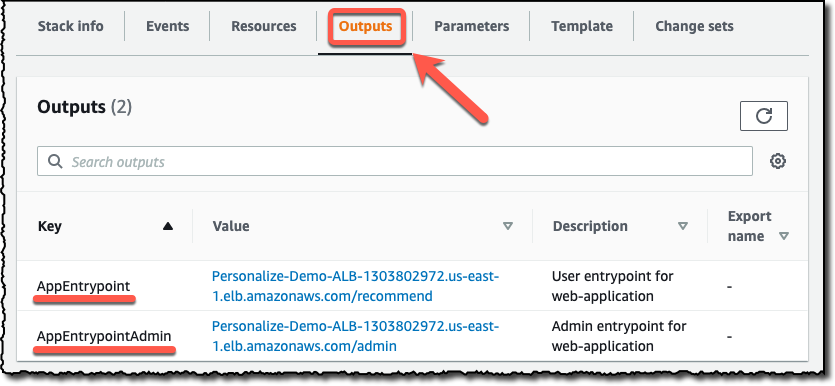 Stack info Events Resources Outputs Parameters Template Change sets
Outputs (2)
Search outputs
Key Value Description Export
name
AppEntrypoint Personalize-Demo-ALB-1303802972.us-east- User entrypoint for -
1.elb.amazonaws.com/recommend web-application
AppEntrypointAdmin Personalize-Demo-ALB-1303802972.us-east- Admin entrypoint for -
1.elb.amazonaws.com/admin web-application